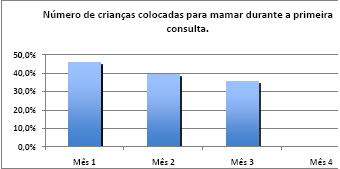 Número de crianças colocadas para mamar durante a primeira
consulta.
50,0%
40,0%
30,0%
20,0%
10,0%
0,0%
Mês 1 Mês 2 Mês 3 Mês 4